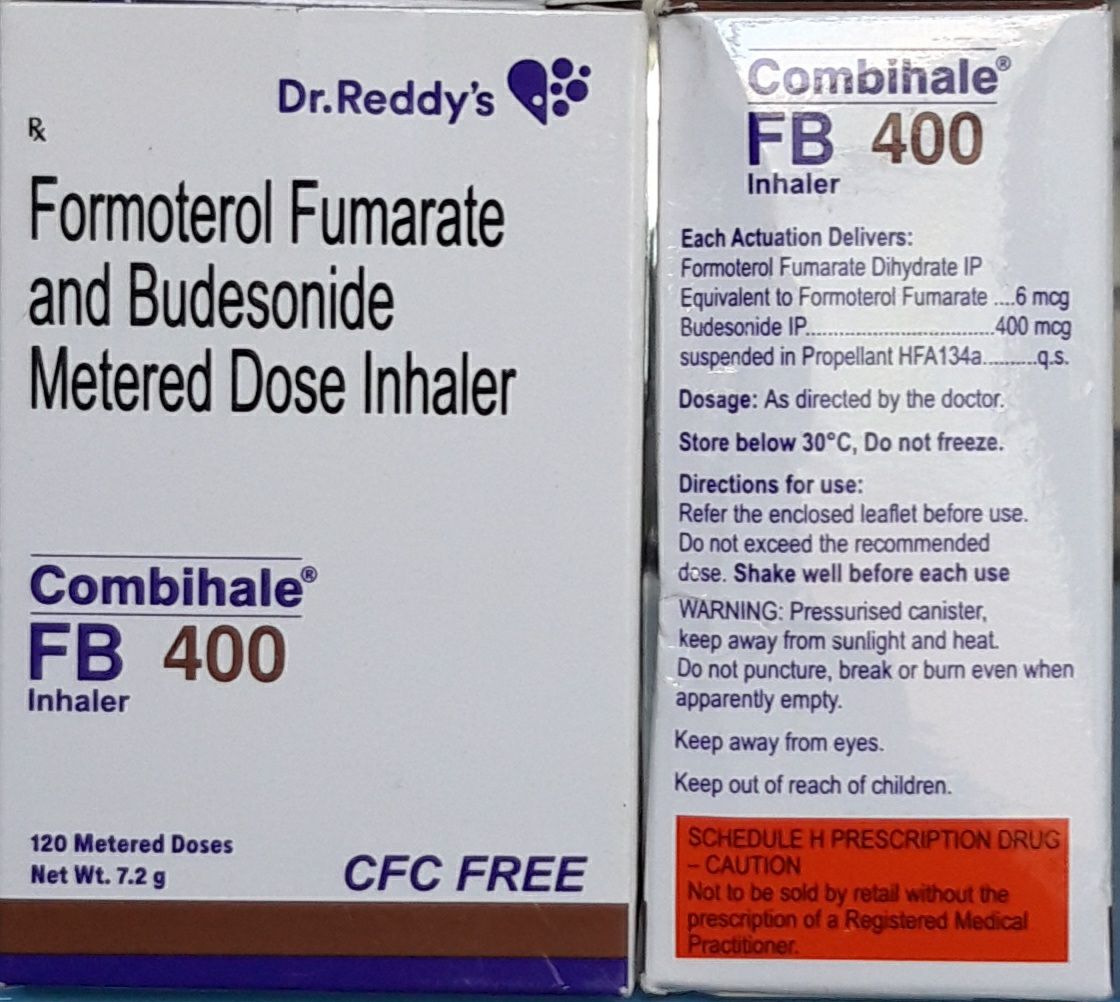 Dr.Reddy's
Rx
Formoterol Fumarate
and Budesonide
Metered Dose Inhaler
Combihale®
FB 400
Inhaler
120 Metered Doses
Net Wt. 7.2 g
CFC FREE
Combihale®
FB 400
Inhaler
Each Actuation Delivers:
Formoterol Fumarate Dihydrate IP
Equivalent to Formoterol Fumarate ....6 mcg
Budesonide IP.................................400 mcg
suspended in Propellant HFA134a.........q.s.
Dosage: As directed by the doctor.
Store below 30°C, Do not freeze.
Directions for use:
Refer the enclosed leaflet before use.
Do not exceed the recommended
dose. Shake well before each use
WARNING: Pressurised canister,
keep away from sunlight and heat.
Do not puncture, break or burn even when
apparently empty.
Keep away from eyes.
Keep out of reach of children.
SCHEDULE H PRESCRIPTION DRUG
– CAUTION
Not to be sold by retail without the
prescription of a Registered Medical
Practitioner.